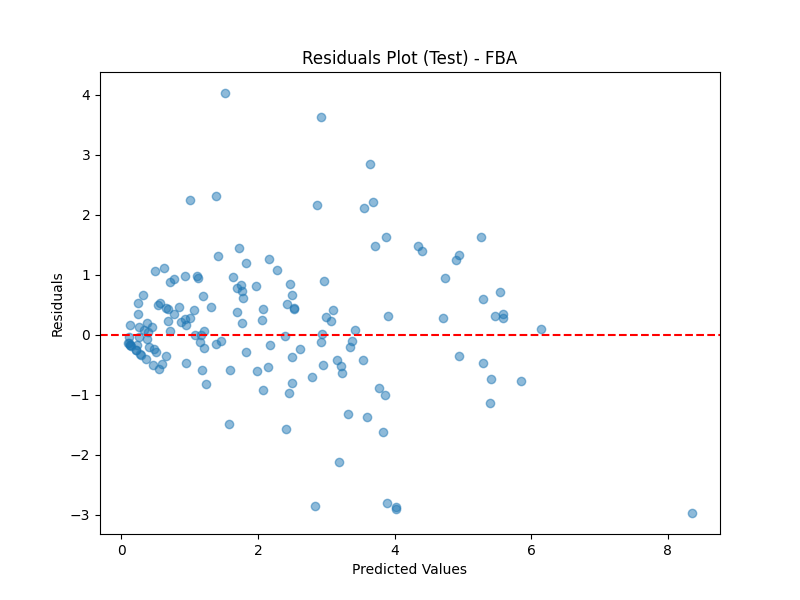 Residuals Plot (Test) - FBA
Residuals
4
3
2
1
0
−1
−2
−3
0 2 4 6 8
Predicted Values